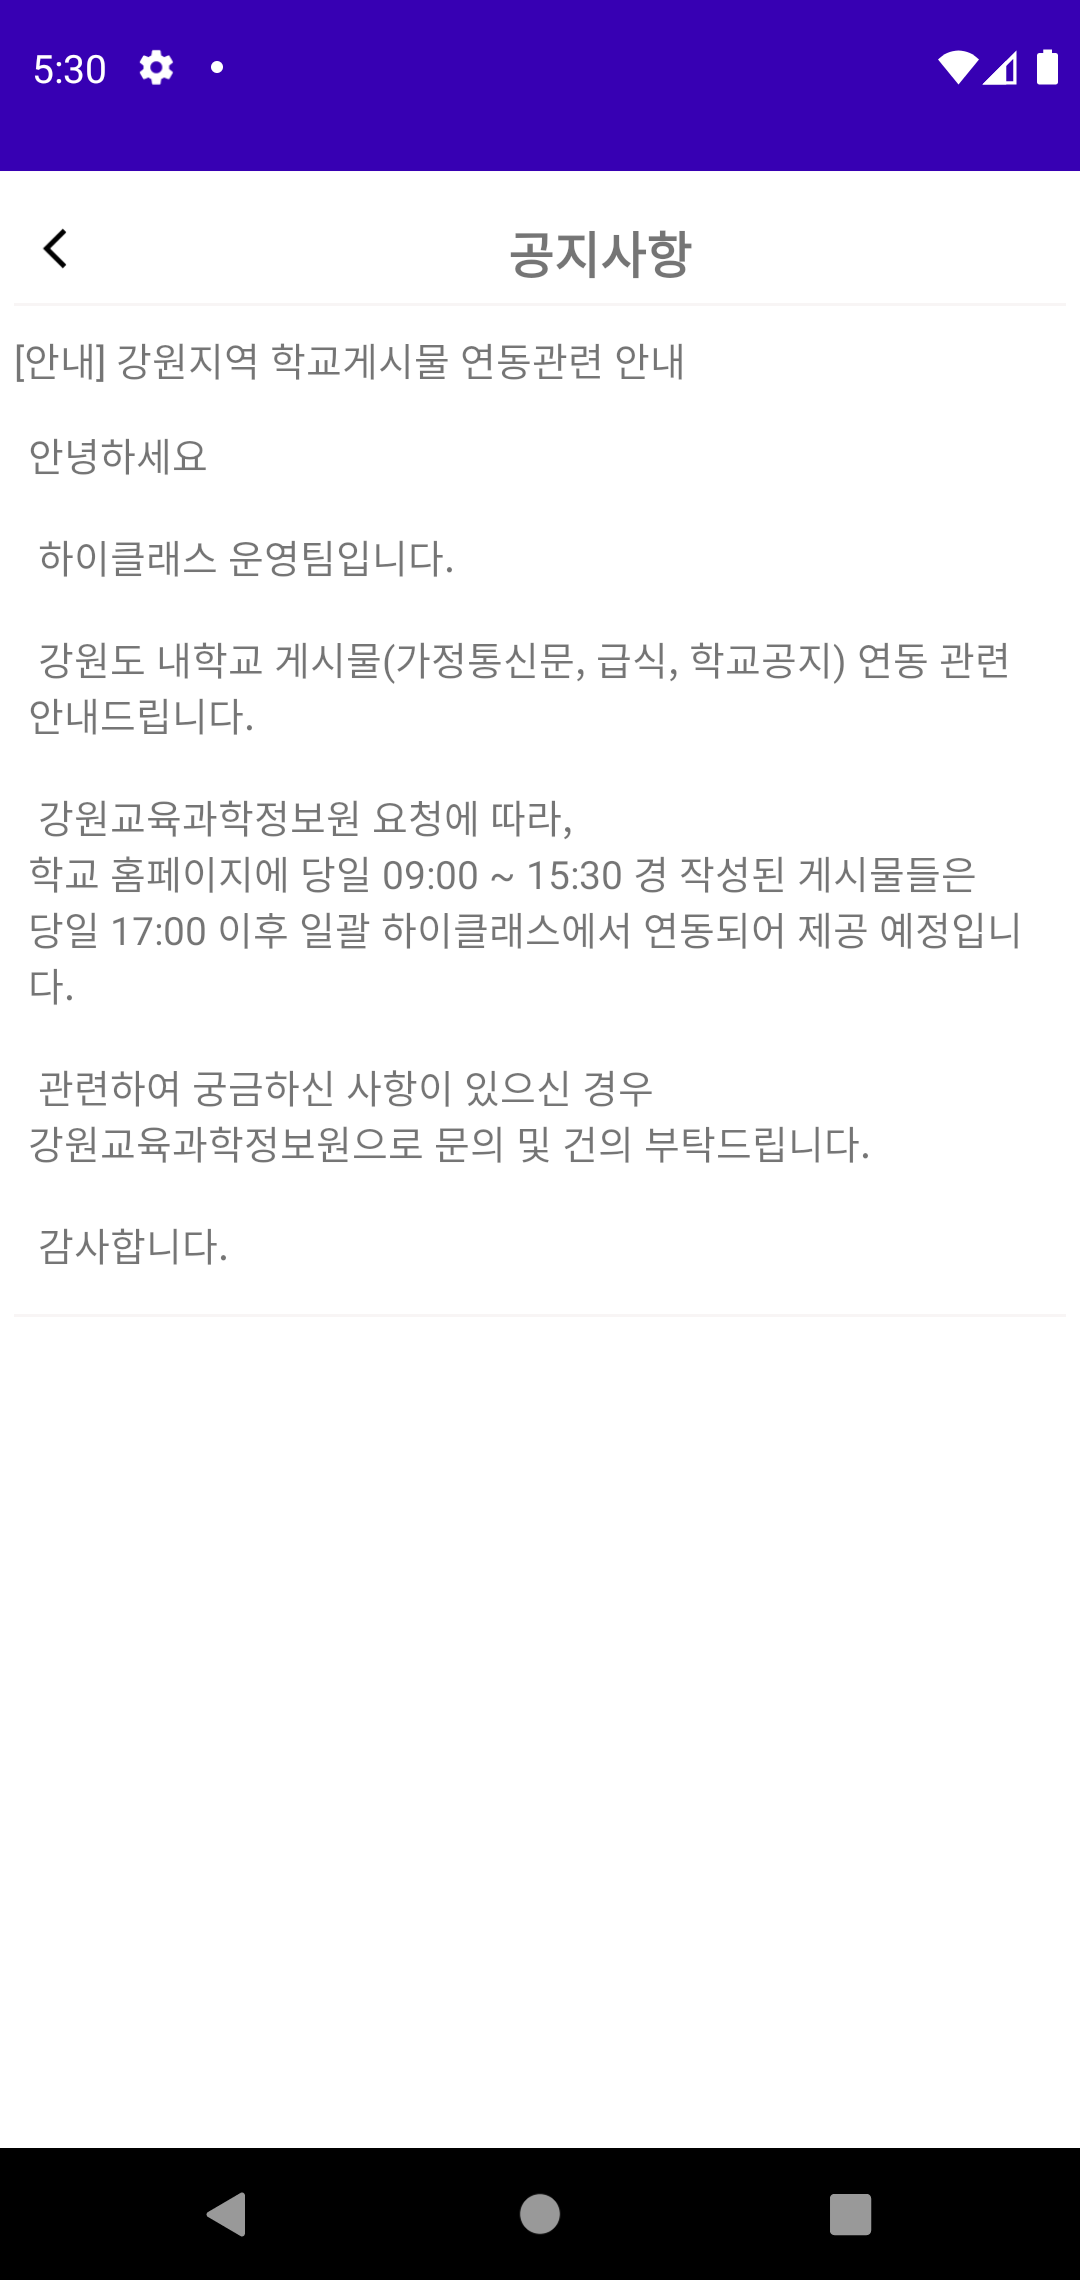 5:30
공지사항
[안내] 강원지역 학교게시물 연동관련 안내
안녕하세요
하이클래스 운영팀입니다.
강원도 내학교 게시물(가정통신문, 급식, 학교공지) 연동 관련
안내드립니다.
강원교육과학정보원 요청에 따라,
학교 홈페이지에 당일 09:00 ~ 15:30 경 작성된 게시물들은
당일 17:00 이후 일괄 하이클래스에서 연동되어 제공 예정입니
다.
관련하여 궁금하신 사항이 있으신 경우
강원교육과학정보원으로 문의 및 건의 부탁드립니다.
감사합니다.